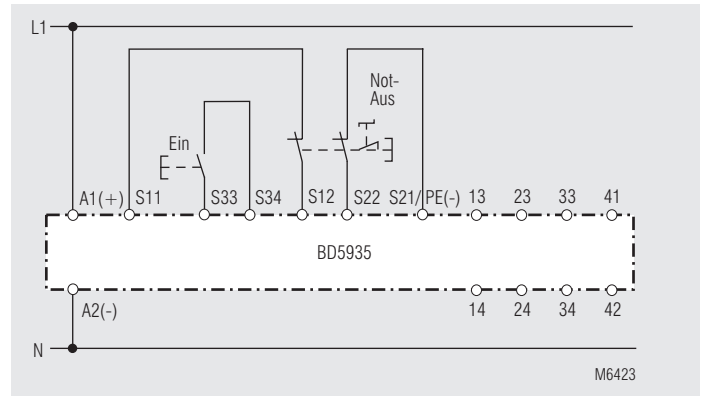 L1
Not-
Aus
Ein
A1(+) S11 S33 S34 S12 S22 S21/ PE(-) 13 23 33 41
BD5935
A2(-) 14 24 34 42
N
M6423